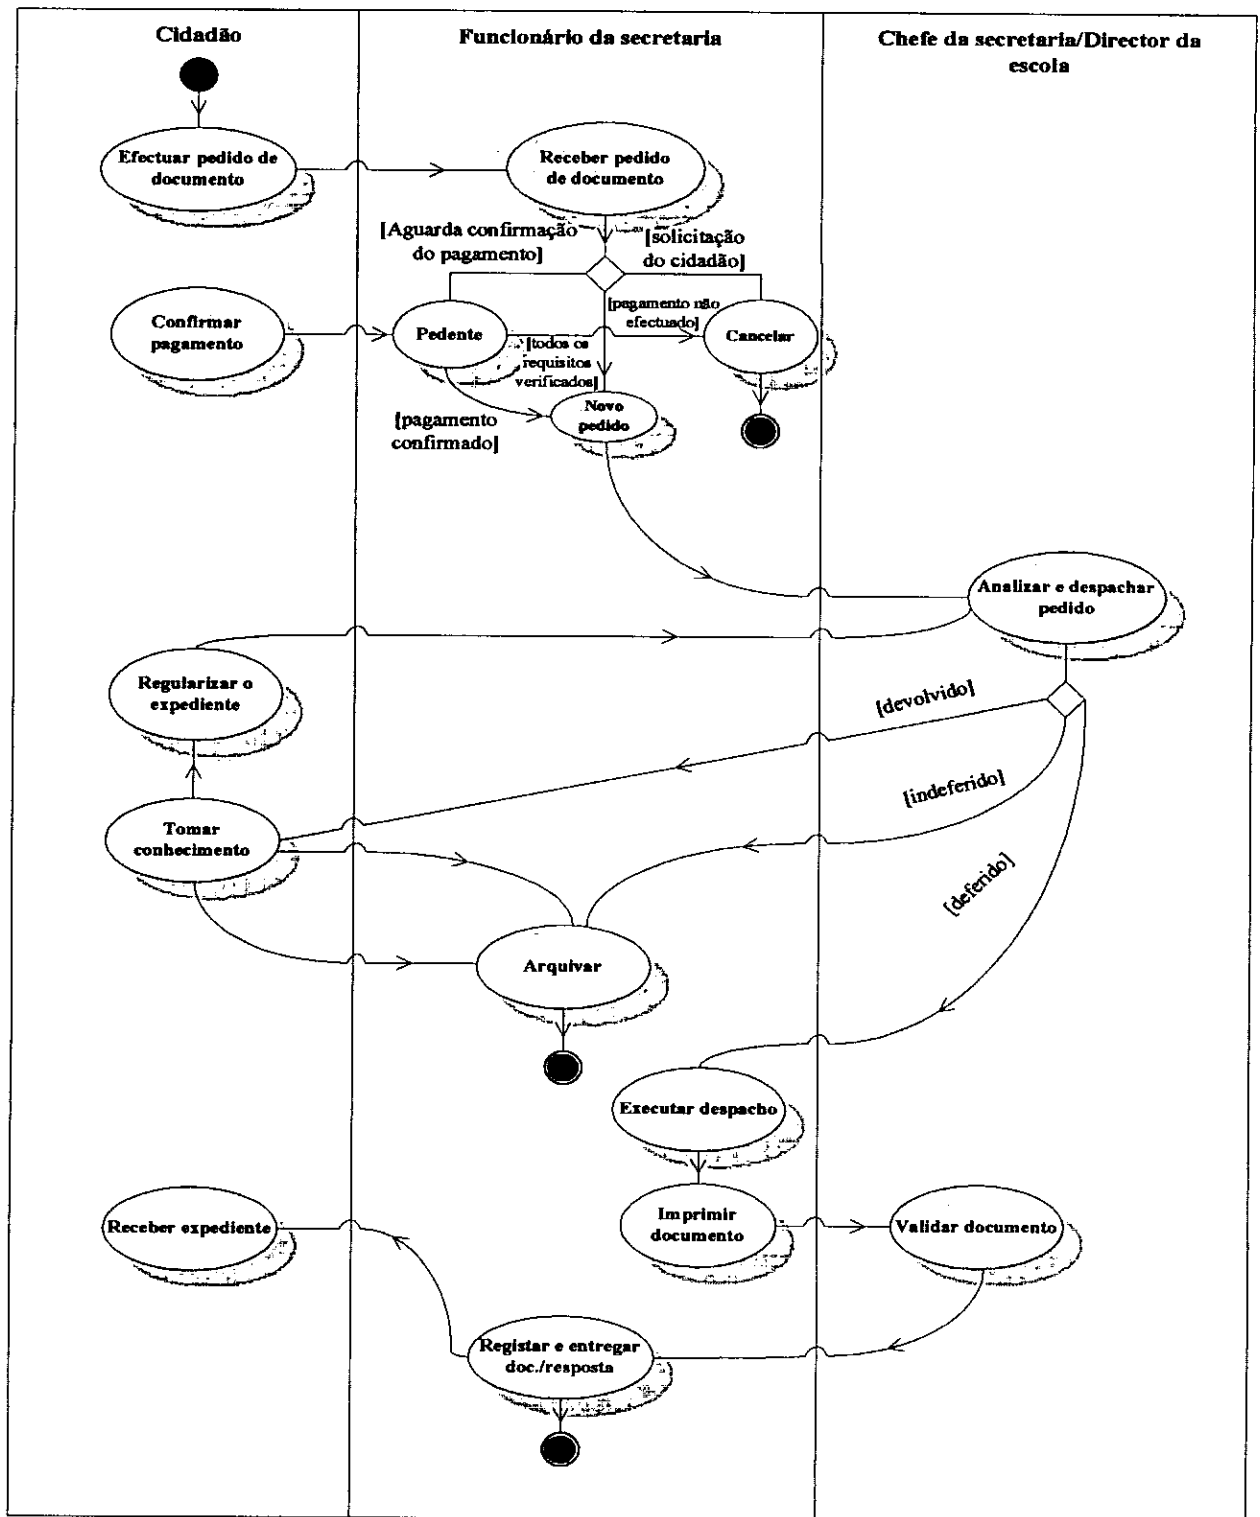 Cidadão
Funcionário da secretaria
Chefe da secretaria/Director da
escola
Efectuar pedido de
documento
Receber pedido
de documento
[Aguarda confirmação
do pagamento]
[solicitação
do cidadão]
Confirmar
pagamento
Pedente
[pagamento não
efectuado]
Cancelar
[todos os
requisitos
verificados]
Novo
pedido
[pagamento
confirmado]
Analizar e despachar
pedido
Regularizar o
expediente
[devolvido]
[indeferido]
Tomar
conhecimento
[deferido]
Arquivar
Executar despacho
Imprimir
documento
Validar documento
Receber expediente
Registar e entregar
doc./resposta